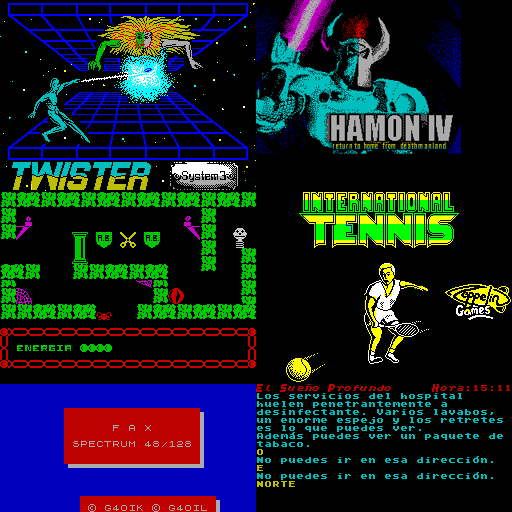 TWISTER
System3
HAMON IV
return to home from deathmanland
A.B. A.B.
ENERGIA
INTERNATIONAL
TENNIS
Zeppelin
Games
FAX
SPECTRUM 48/128
© G4OIK © G4OIL
El Sueño Profundo Hora:15:11
Los servicios del hospital
huelen penetrantemente a
desinfectante. Varios lavabos,
un enorme espejo y los retretes
es lo que puedes ver.
Además puedes ver un paquete de
tabaco.
O
No puedes ir en esa dirección.
E
No puedes ir en esa dirección.
NORTE